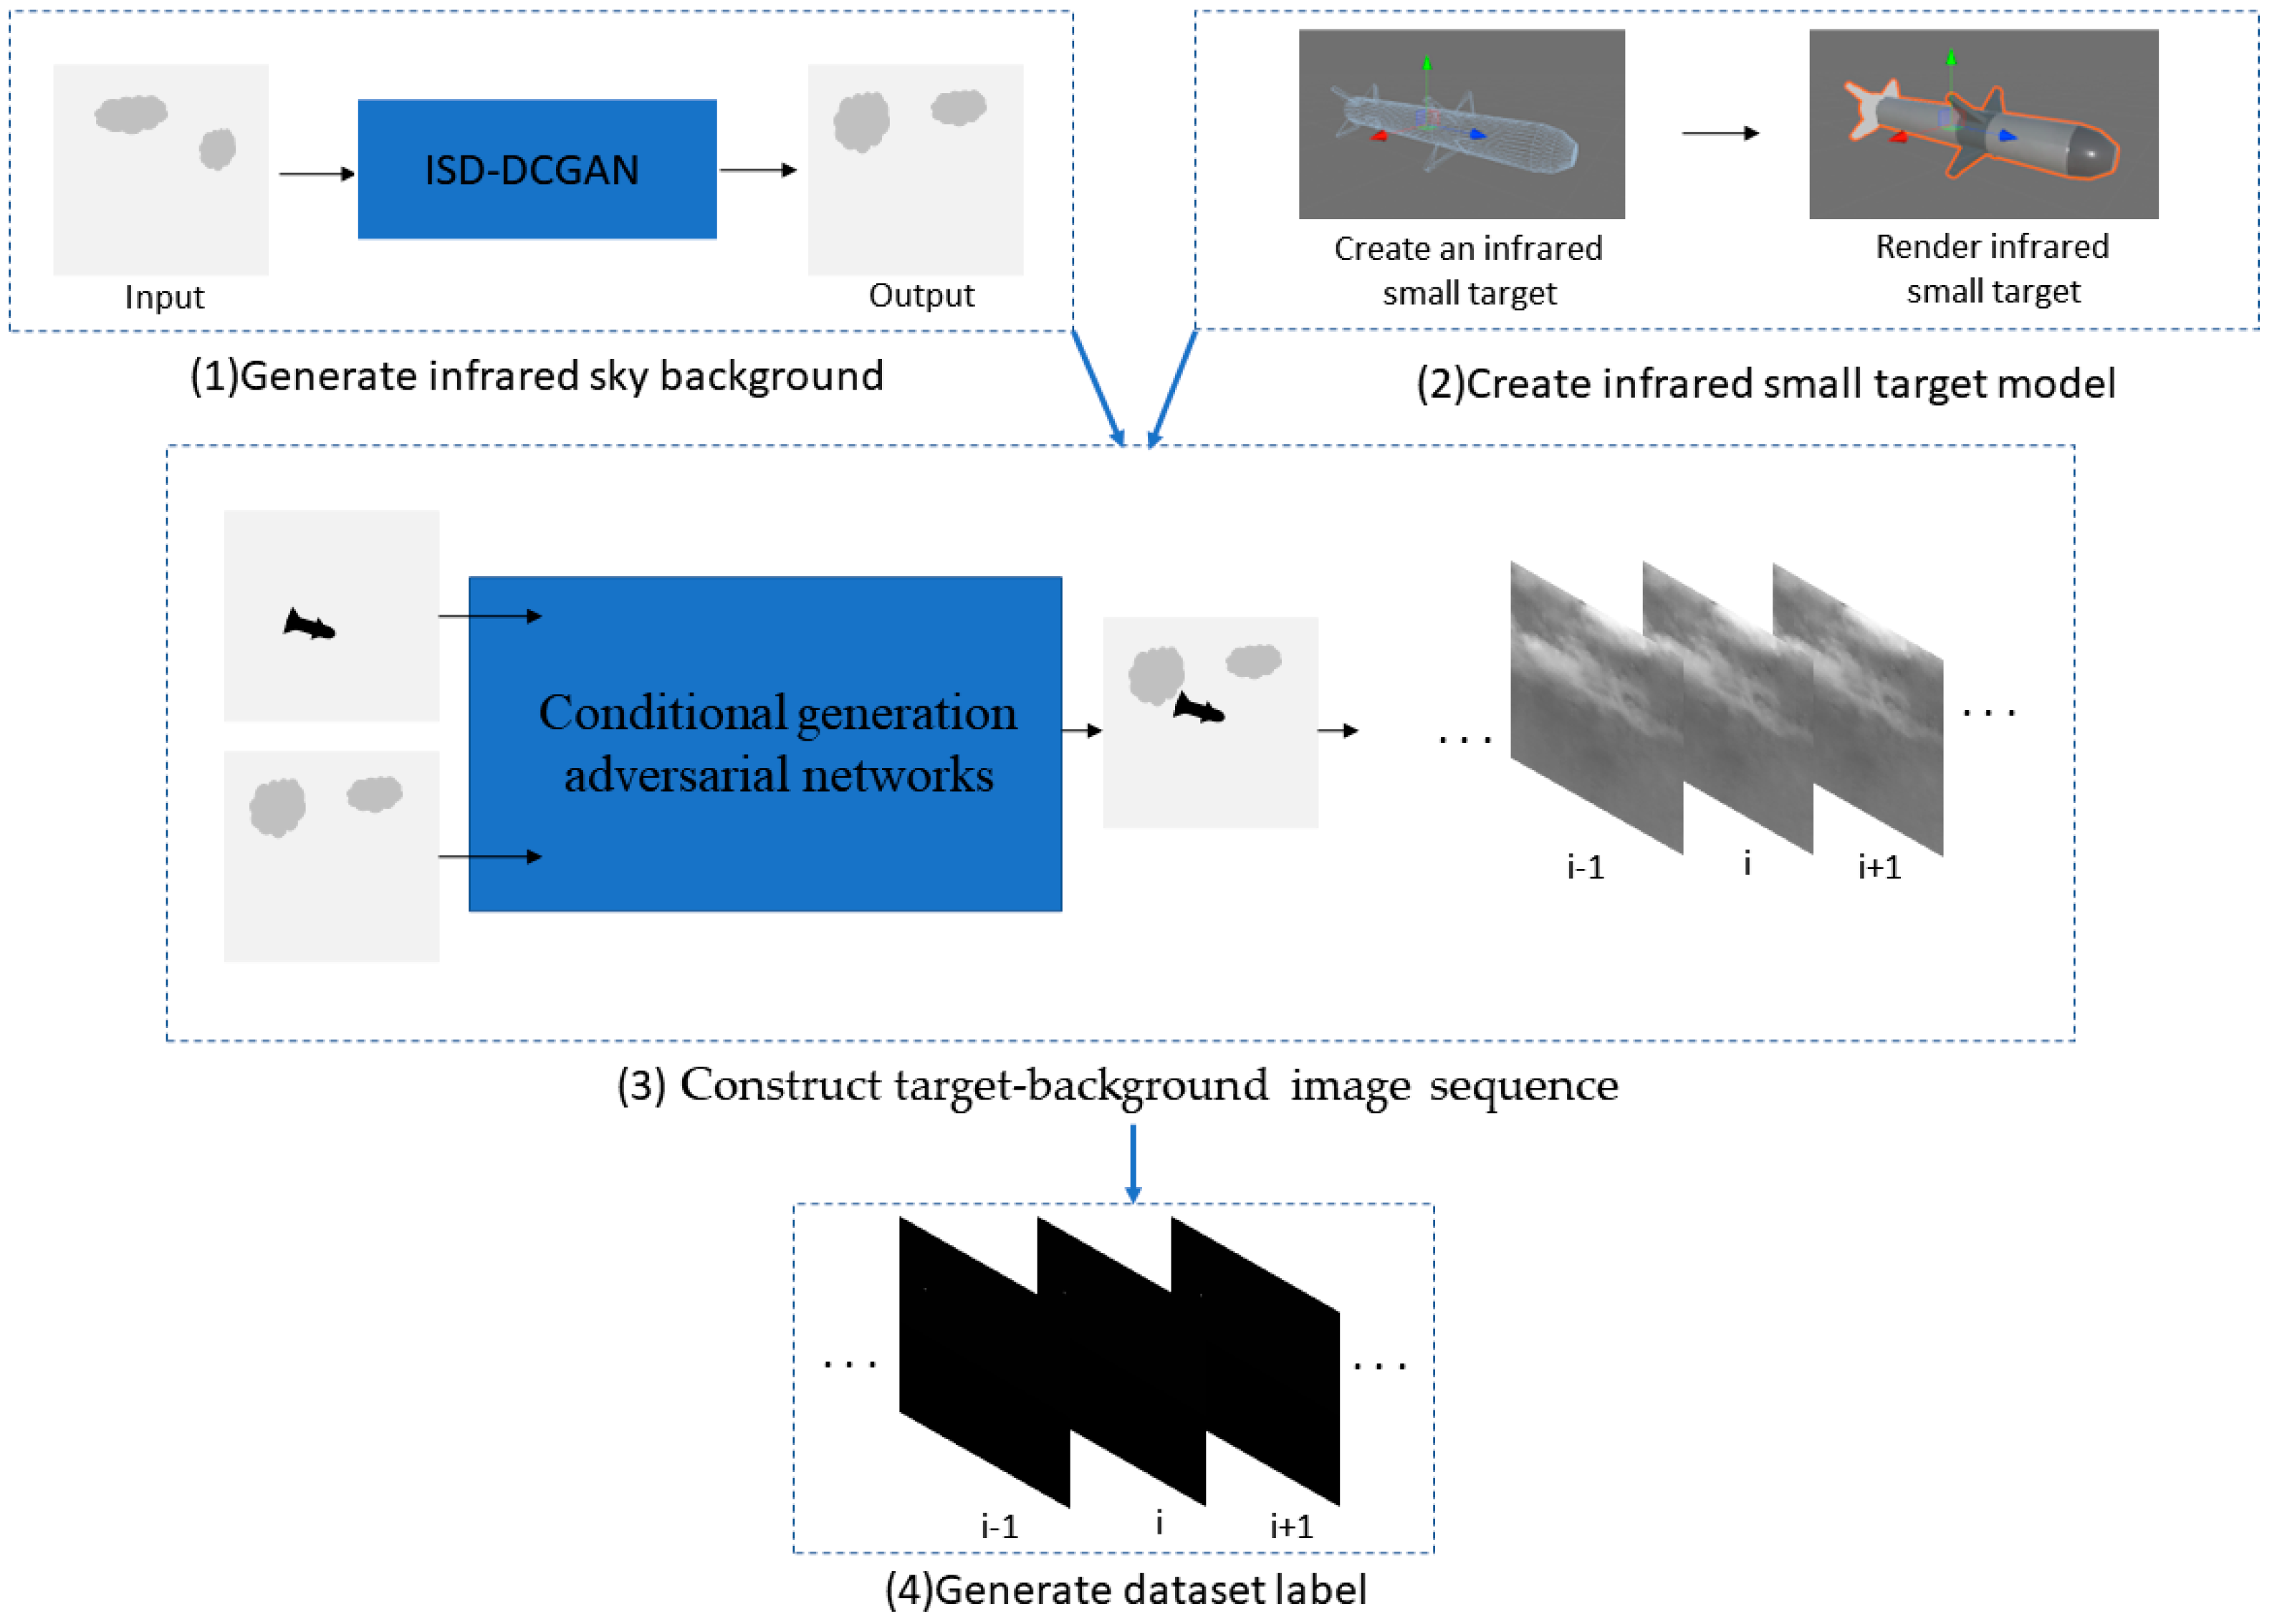 ISD-DCGAN
Input
Output
(1)Generate infrared sky background
Create an infrared
small target
Render infrared
small target
(2)Create infrared small target model
Conditional generation
adversarial networks
. . .
. . .
i-1
i
i+1
(3) Construct target-background image sequence
. . .
. . .
i-1
i
i+1
(4)Generate dataset label